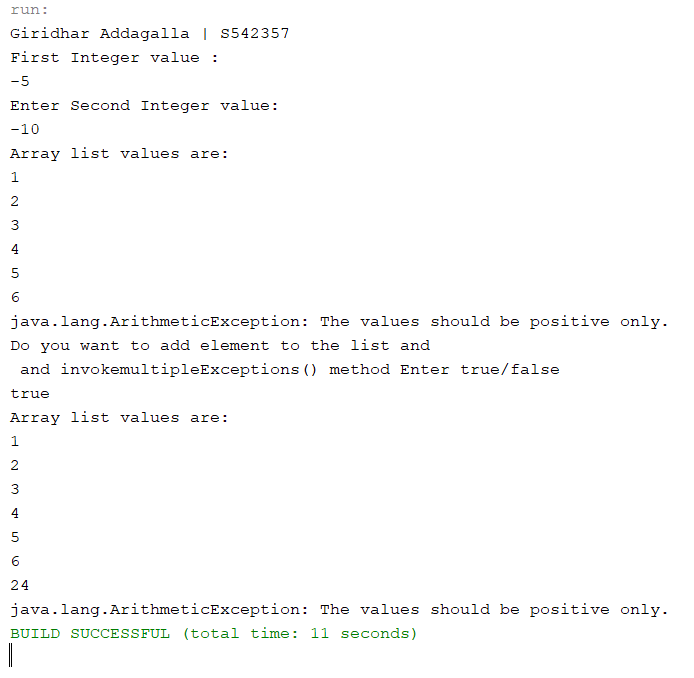 run:
Giridhar Addagalla | S542357
First Integer value :
-5
Enter Second Integer value:
-10
Array list values are:
1
2
3
4
5
6
java.lang.ArithmeticException: The values should be positive only.
Do you want to add element to the list and
 and invokemultipleExceptions() method Enter true/false
true
Array list values are:
1
2
3
4
5
6
24
java.lang.ArithmeticException: The values should be positive only.
BUILD SUCCESSFUL (total time: 11 seconds)